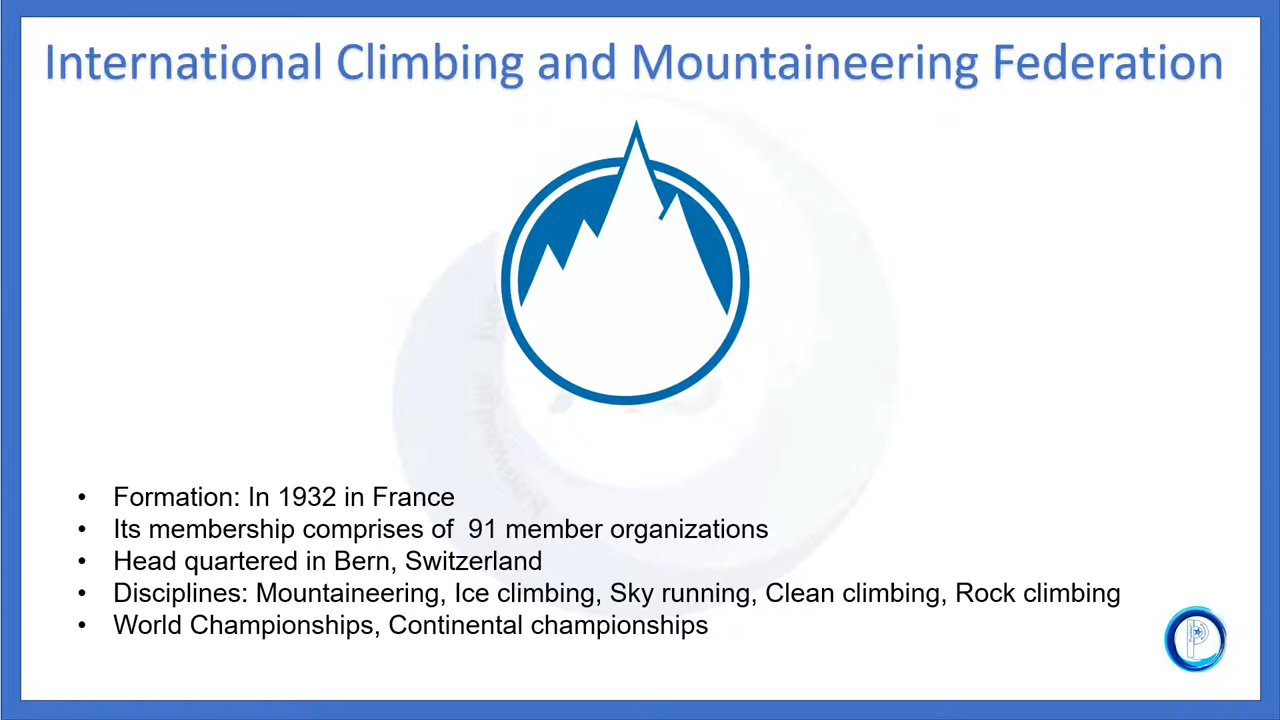 International Climbing and Mountaineering Federation
• Formation: In 1932 in France
• Its membership comprises of  91 member organizations
• Head quartered in Bern, Switzerland
• Disciplines: Mountaineering, Ice climbing, Sky running, Clean climbing, Rock climbing
• World Championships, Continental championships